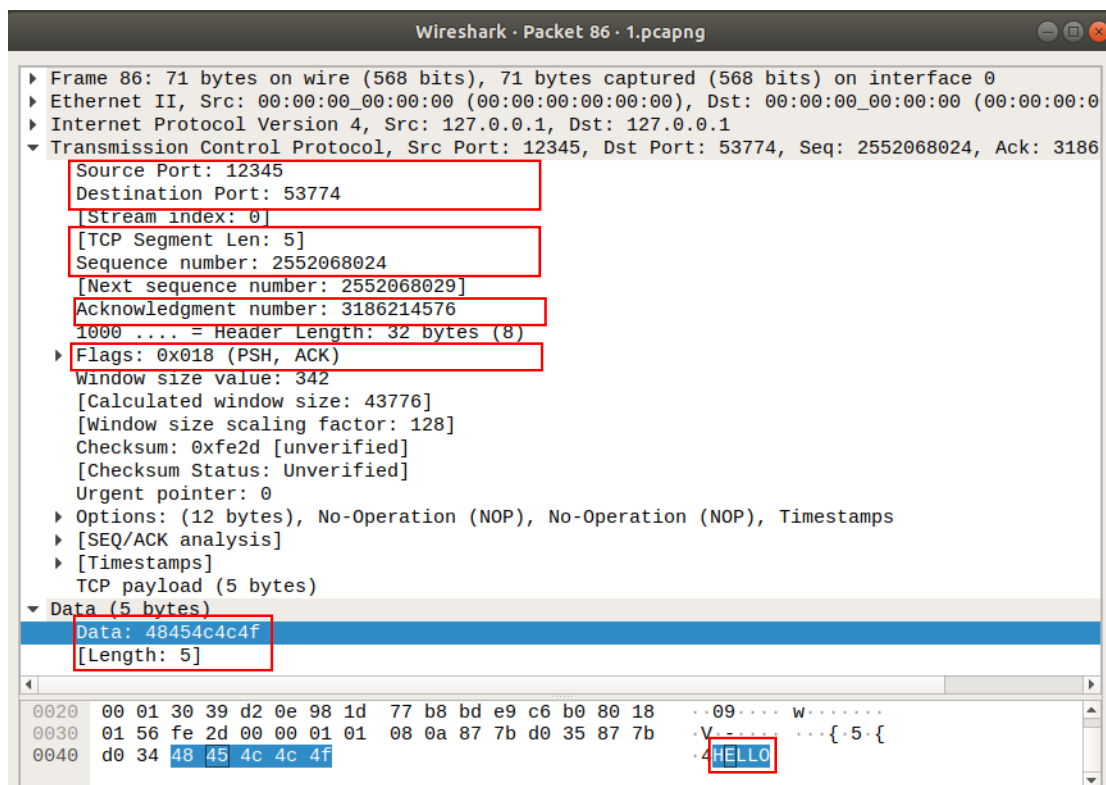 Wireshark · Packet 86 · 1.pcapng
Frame 86: 71 bytes on wire (568 bits), 71 bytes captured (568 bits) on interface 0
Ethernet II, Src: 00:00:00_00:00:00 (00:00:00:00:00:00), Dst: 00:00:00_00:00:00 (00:00:00:0
Internet Protocol Version 4, Src: 127.0.0.1, Dst: 127.0.0.1
Transmission Control Protocol, Src Port: 12345, Dst Port: 53774, Seq: 2552068024, Ack: 3186
Source Port: 12345
Destination Port: 53774
[Stream index: 0]
[TCP Segment Len: 5]
Sequence number: 2552068024
[Next sequence number: 2552068029]
Acknowledgment number: 3186214576
1000 .... = Header Length: 32 bytes (8)
Flags: 0x018 (PSH, ACK)
Window size value: 342
[Calculated window size: 43776]
[Window size scaling factor: 128]
Checksum: 0xfe2d [unverified]
[Checksum Status: Unverified]
Urgent pointer: 0
Options: (12 bytes), No-Operation (NOP), No-Operation (NOP), Timestamps
[SEQ/ACK analysis]
[Timestamps]
TCP payload (5 bytes)
Data (5 bytes)
Data: 48454c4c4f
[Length: 5]
0020 00 01 30 39 d2 0e 98 1d 77 b8 bd e9 c6 b0 80 18 ··09···· w·······
0030 01 56 fe 2d 00 00 01 01 08 0a 87 7b d0 35 87 7b ·V·-···· ···{·5·{
0040 d0 34 48 45 4c 4c 4f ·4HELLO